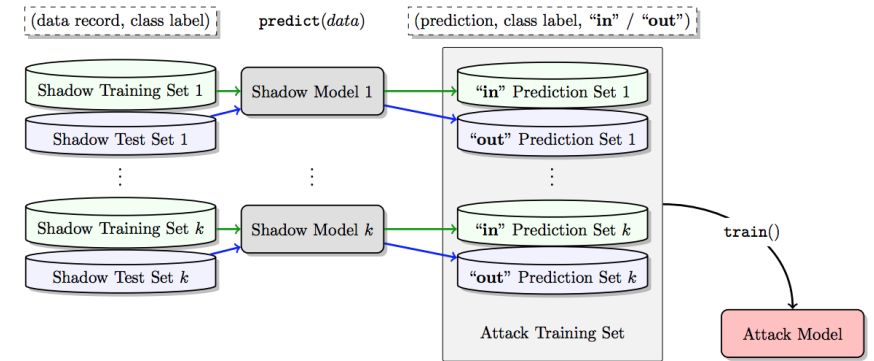 (data record, class label)
predict(data)
(prediction, class label, “in” / “out”)
Shadow Training Set 1
Shadow Model 1
“in” Prediction Set 1
Shadow Test Set 1
“out” Prediction Set 1
⋮
⋮
⋮
Shadow Training Set k
Shadow Model k
“in” Prediction Set k
Shadow Test Set k
“out” Prediction Set k
train()
Attack Training Set
Attack Model